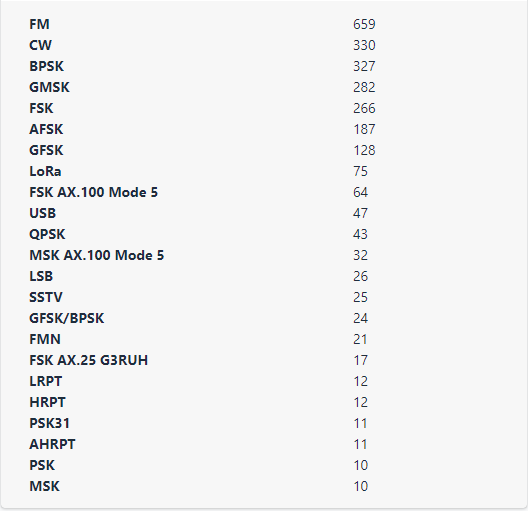 FM 659
CW 330
BPSK 327
GMSK 282
FSK 266
AFSK 187
GFSK 128
LoRa 75
FSK AX.100 Mode 5 64
USB 47
QPSK 43
MSK AX.100 Mode 5 32
LSB 26
SSTV 25
GFSK/BPSK 24
FMN 21
FSK AX.25 G3RUH 17
LRPT 12
HRPT 12
PSK31 11
AHRPT 11
PSK 10
MSK 10